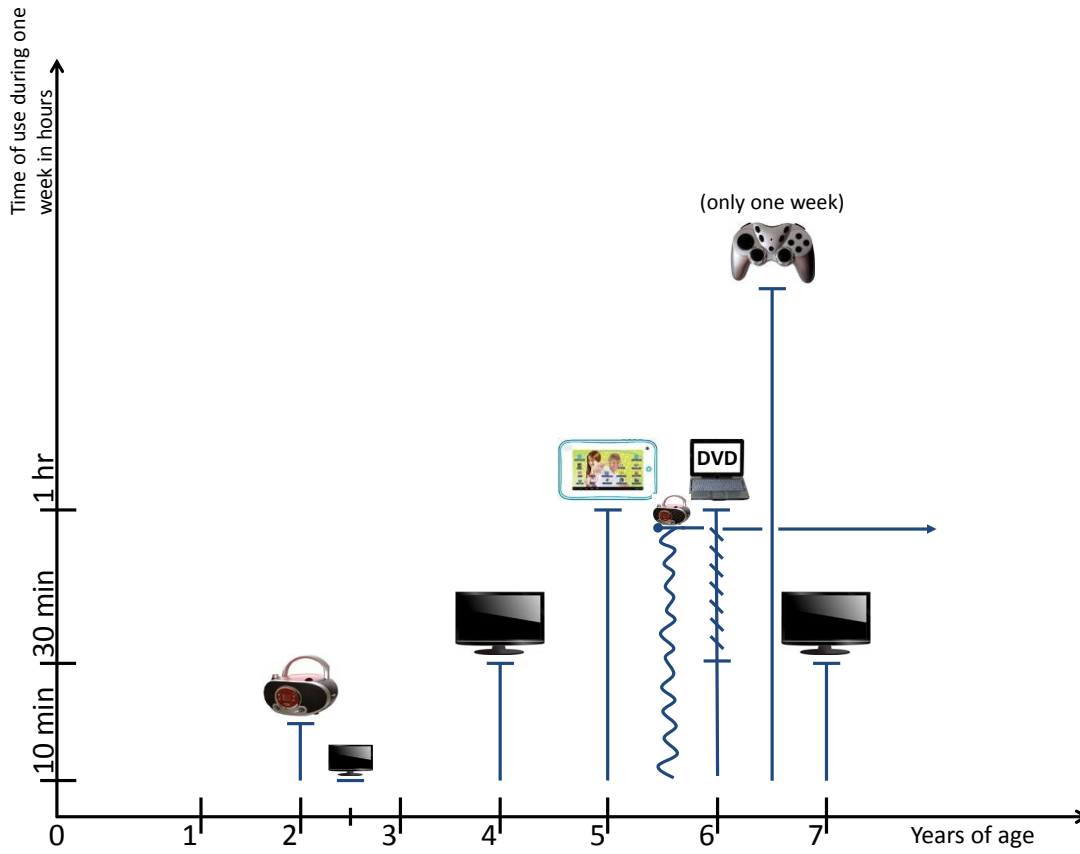 Time of use during one
week in hours
(only one week)
DVD
1 hr
30 min
10 min
0 1 2 3 4 5 6 7 Years of age